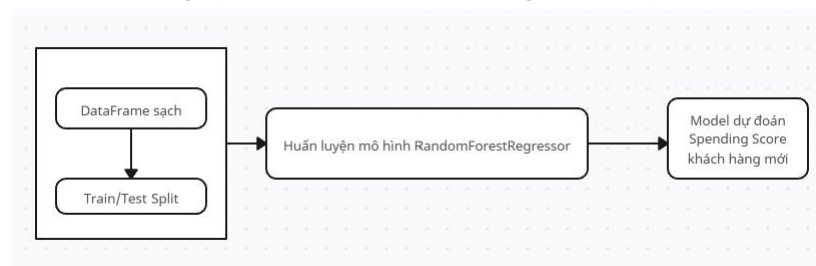 DataFrame sạch
Train/Test Split
Huấn luyện mô hình RandomForestRegressor
Model dự đoán
Spending Score
khách hàng mới